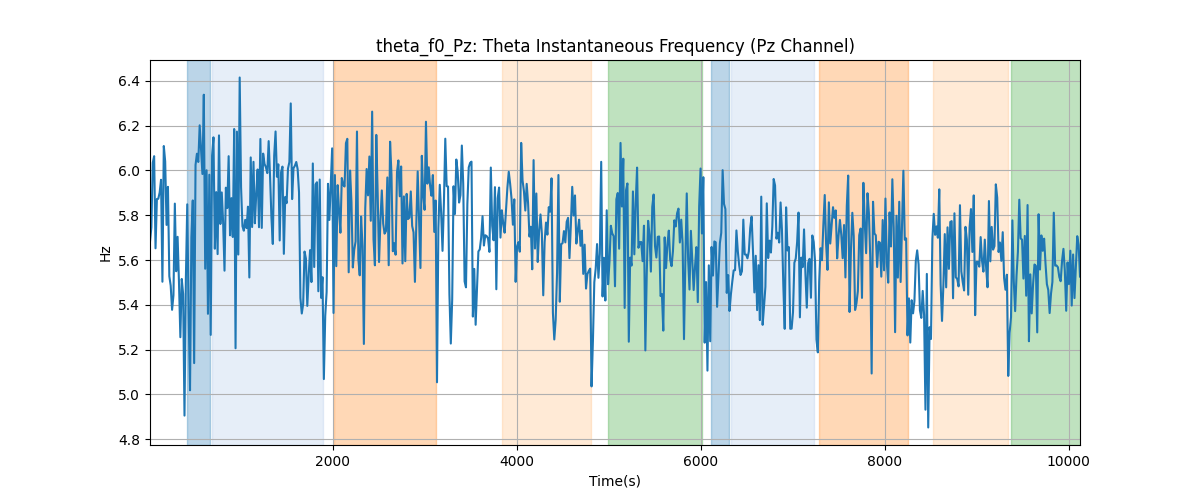 theta_f0_Pz: Theta Instantaneous Frequency (Pz Channel)
6.4
6.2
6.0
5.8
5.6
5.4
5.2
5.0
4.8
Hz
2000 4000 6000 8000 10000
Time(s)